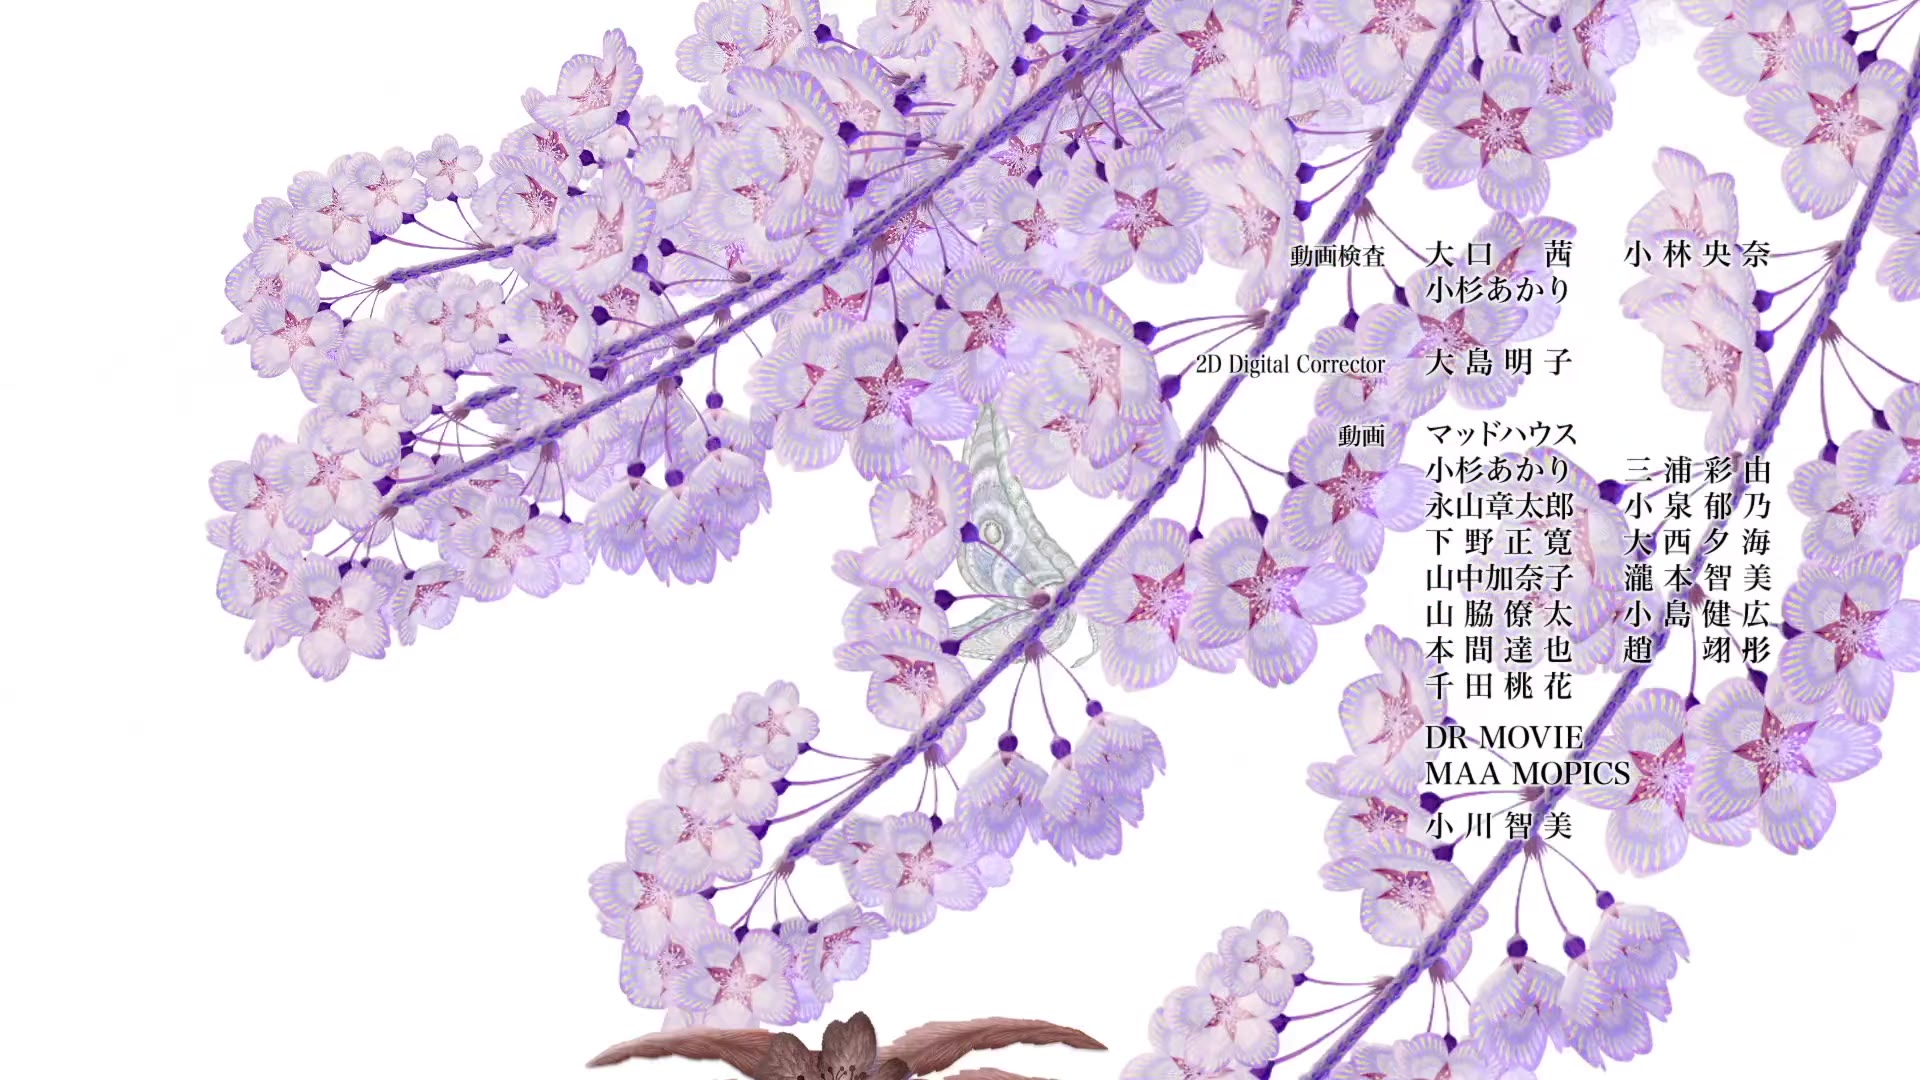 動画検査 大口 茜 小林央奈
小杉あかり
2D Digital Corrector 大島明子
動画 マッドハウス
小杉あかり 三浦彩由
永山章太郎 小泉郁乃
下野正寛 大西夕海
山中加奈子 瀧本智美
山脇僚太 小島健広
本間達也 趙 翊彤
千田桃花
DR MOVIE
MAA MOPICS
小川智美